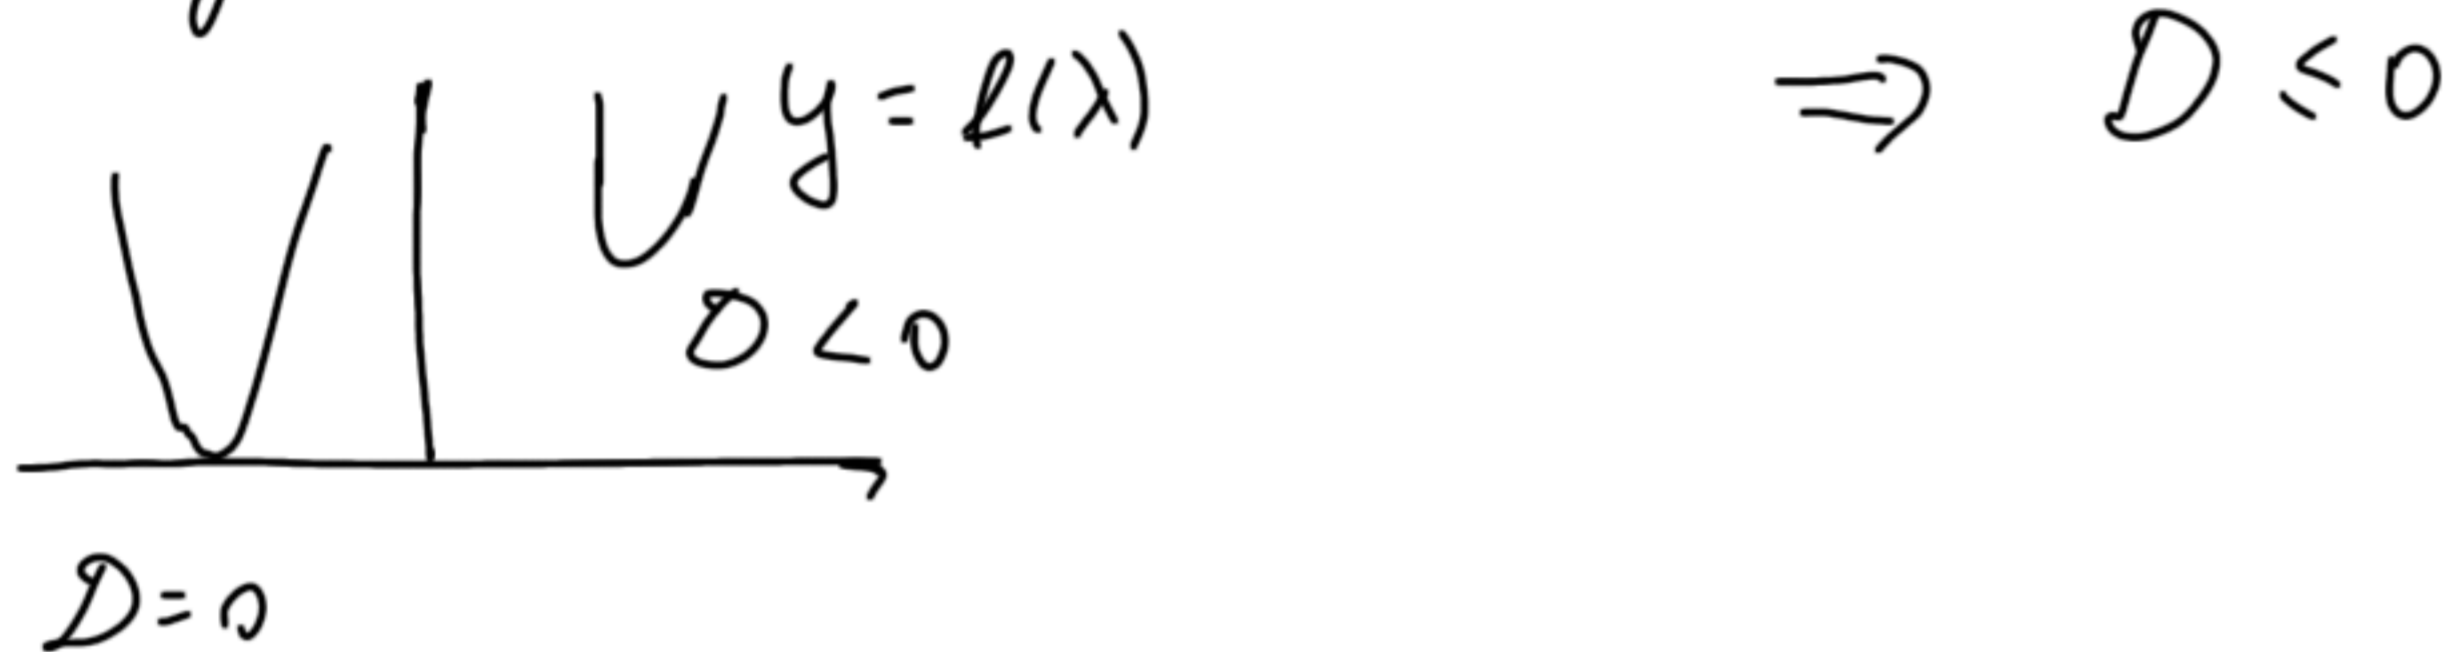 y = f(λ) ⇒ D ≤ 0
D < 0
D = 0